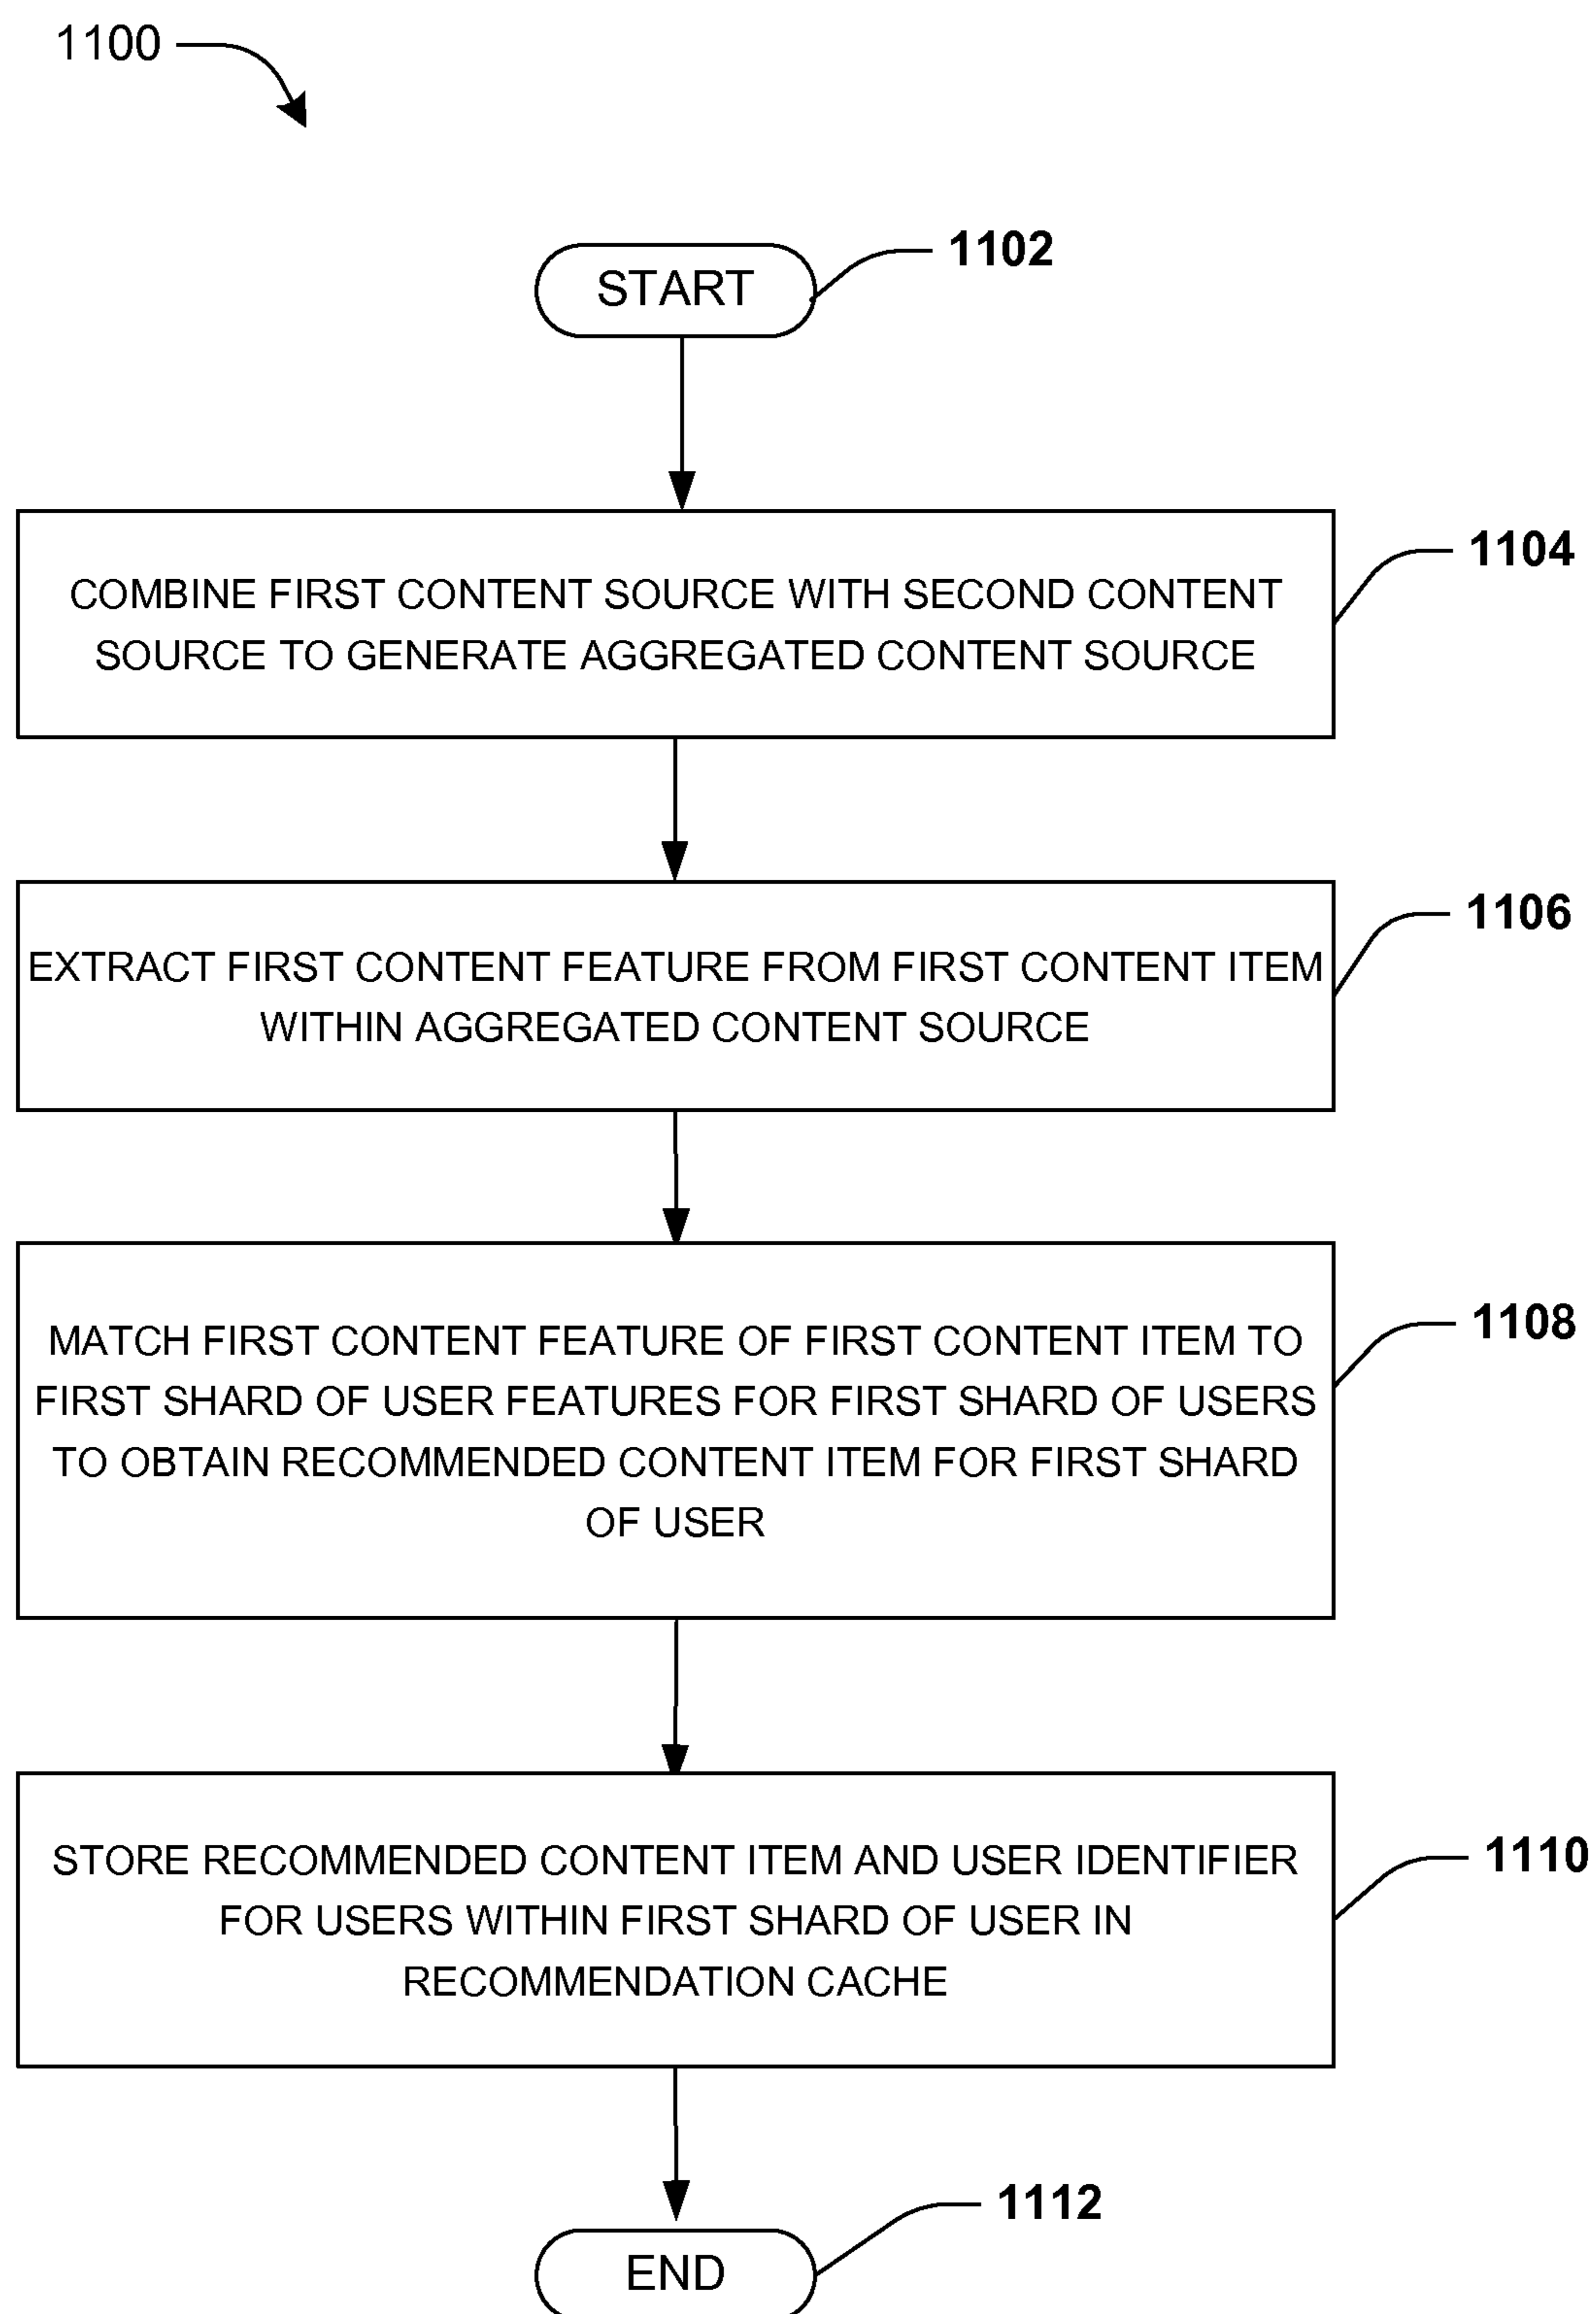 1100
START
1102
COMBINE FIRST CONTENT SOURCE WITH SECOND CONTENT
SOURCE TO GENERATE AGGREGATED CONTENT SOURCE
1104
EXTRACT FIRST CONTENT FEATURE FROM FIRST CONTENT ITEM
WITHIN AGGREGATED CONTENT SOURCE
1106
MATCH FIRST CONTENT FEATURE OF FIRST CONTENT ITEM TO
FIRST SHARD OF USER FEATURES FOR FIRST SHARD OF USERS
TO OBTAIN RECOMMENDED CONTENT ITEM FOR FIRST SHARD
OF USER
1108
STORE RECOMMENDED CONTENT ITEM AND USER IDENTIFIER
FOR USERS WITHIN FIRST SHARD OF USER IN
RECOMMENDATION CACHE
1110
END
1112